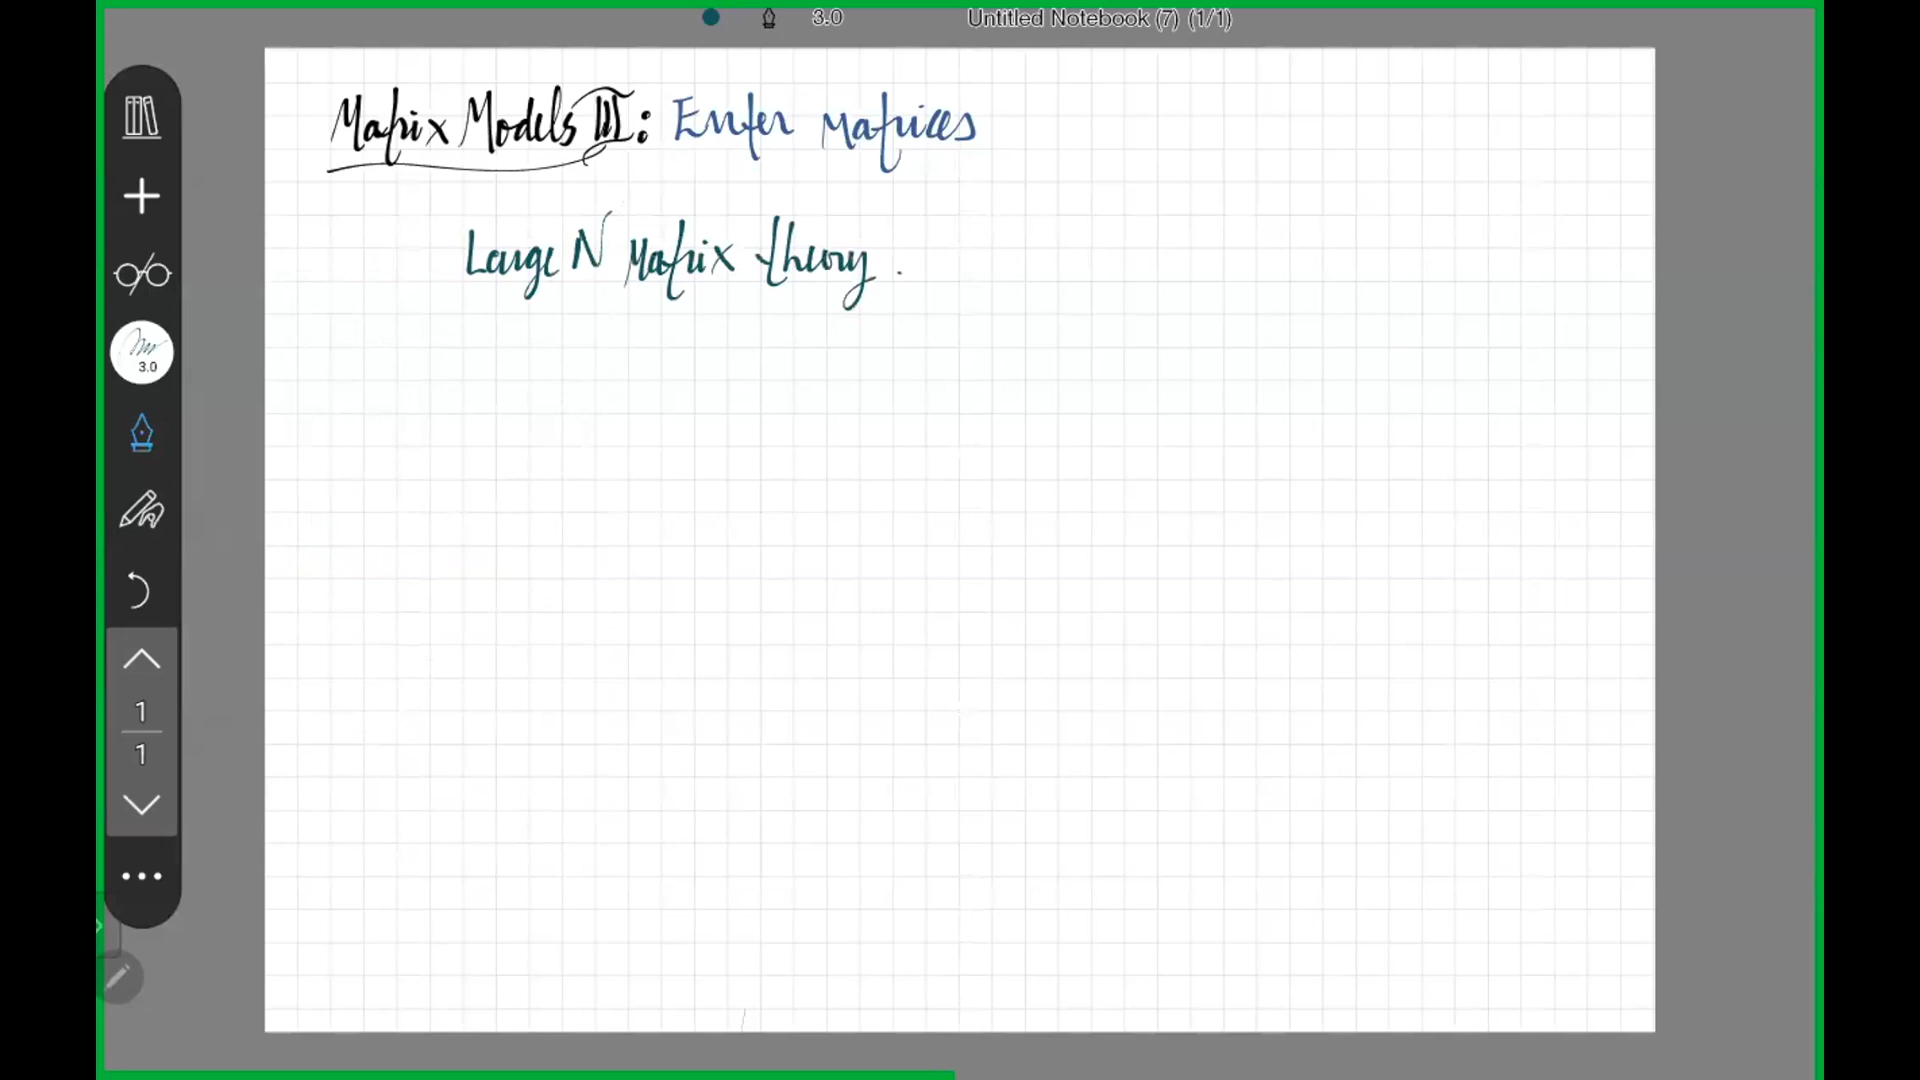 3.0 Untitled Notebook (7) (1/1)
Matrix Models III: Enter Matrices
Large N Matrix theory.
3.0
1
1